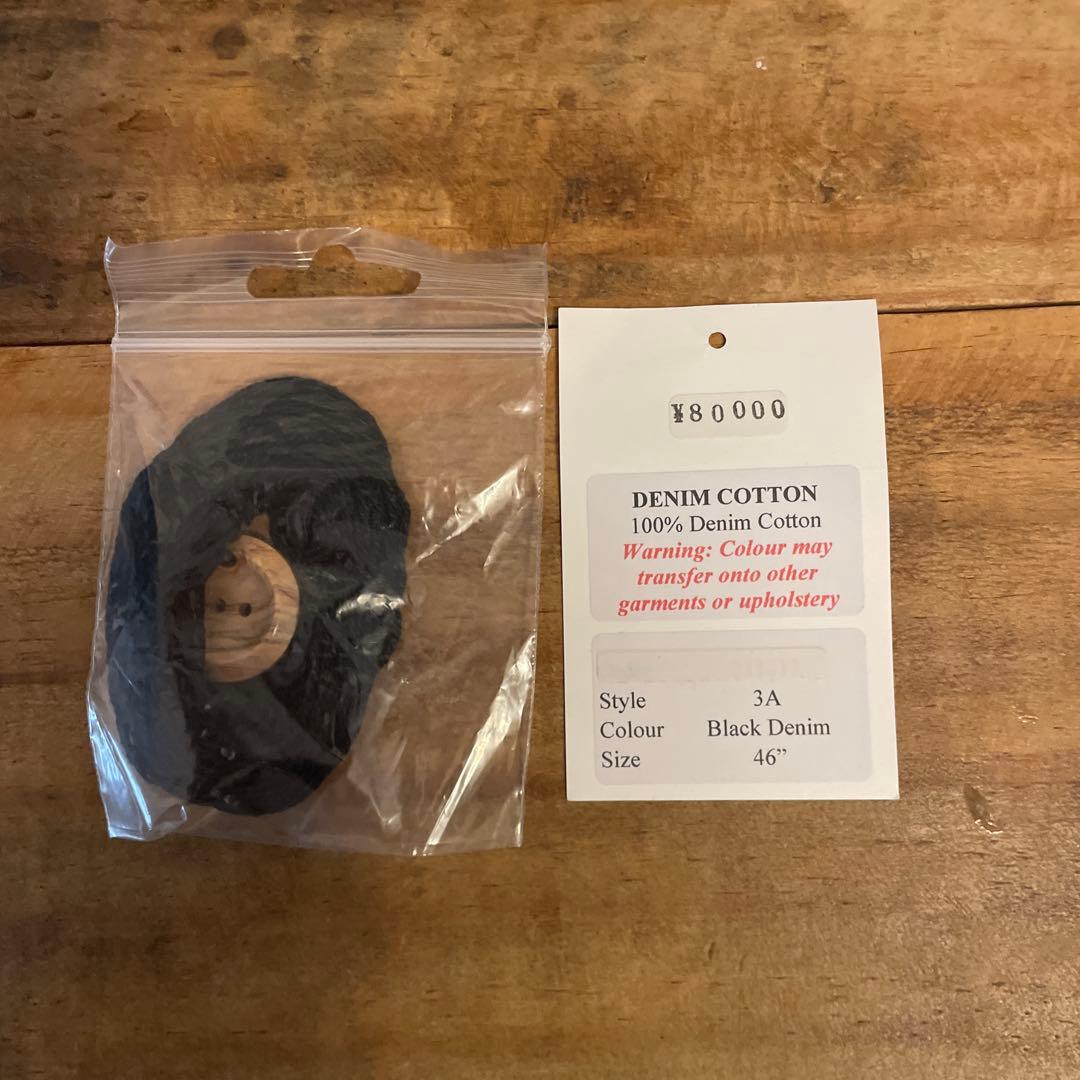 ¥80000
DENIM COTTON
100% Denim Cotton
Warning: Colour may
transfer onto other
garments or upholstery
Style 3A
Colour Black Denim
Size 46”